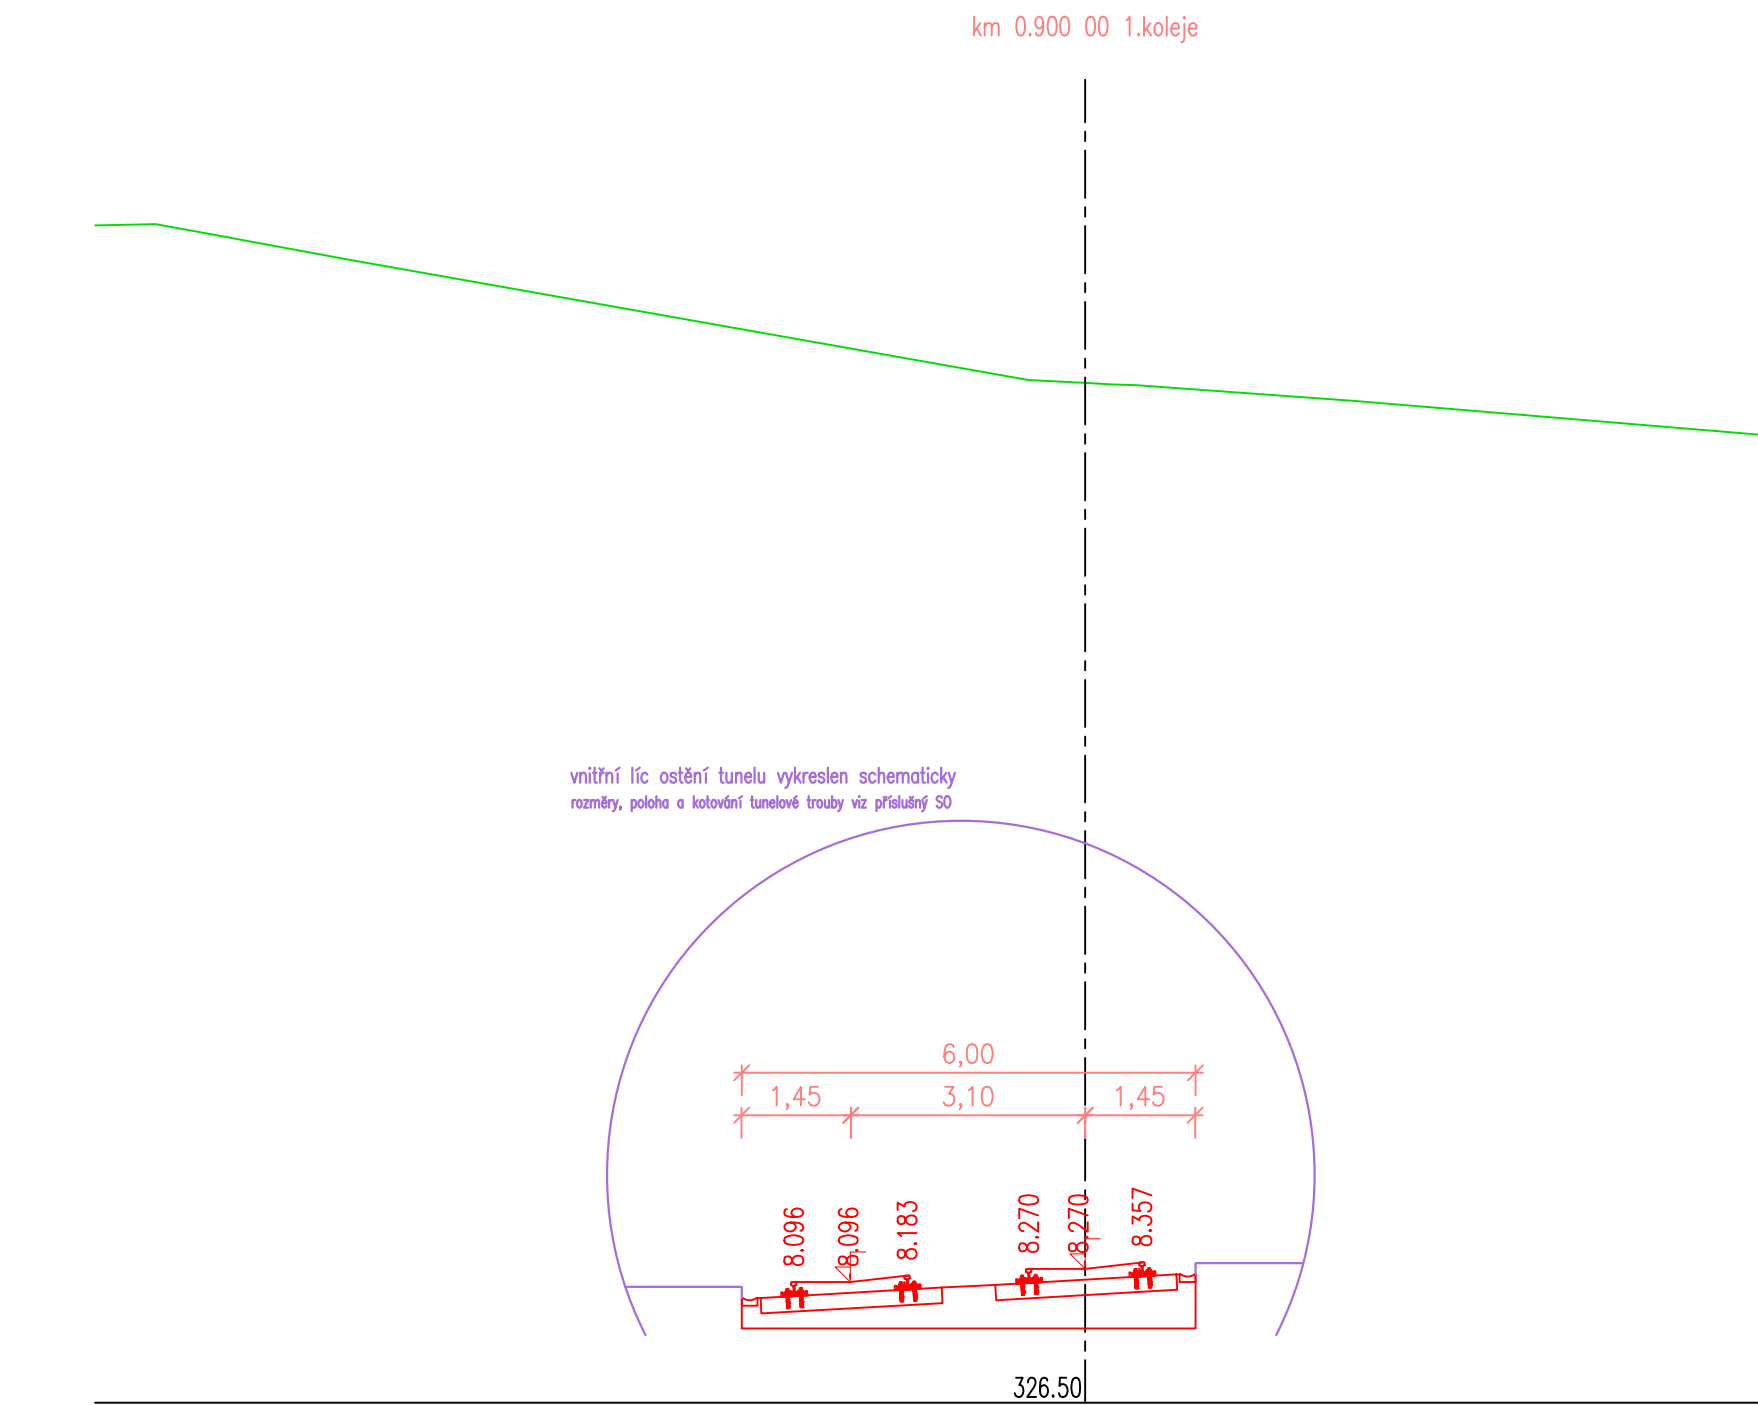 km 0.900 00 1.koleje
vnitřní líc ostění tunelu vykreslen schematicky
rozměry, poloha a kotování tunelové trouby viz příslušný SO
6,00
1,45 3,10 1,45
8.096 8.096 8.183 8.270 8.270 8.357
326.50